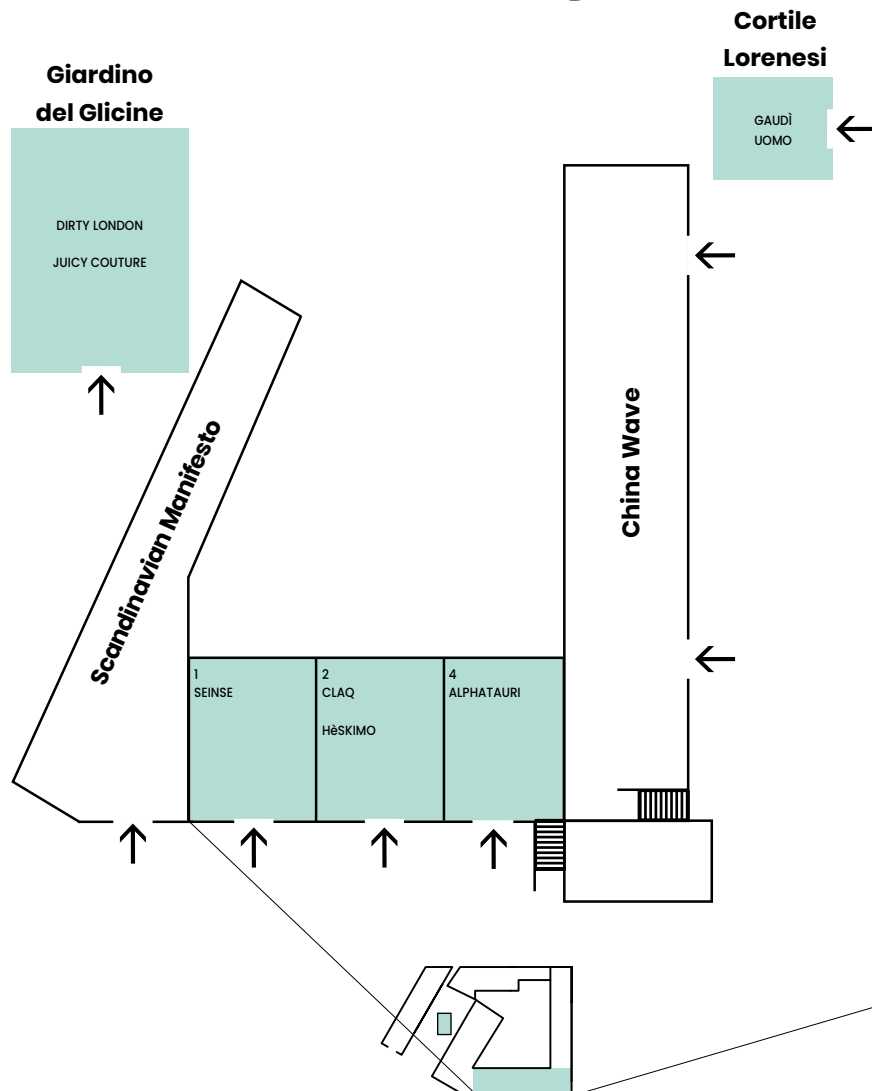 Cortile
Lorenesi
GAUDÌ
UOMO
Giardino
del Glicine
DIRTY LONDON
JUICY COUTURE
Scandinavian Manifesto
China Wave
1
SEINSE
2
CLAQ
HèSKIMO
4
ALPHATAURI